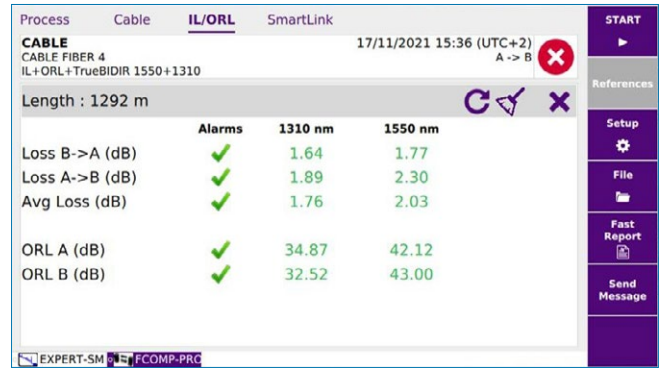 Process Cable IL/ORL SmartLink
CABLE
CABLE FIBER 4
IL+ORL+TrueBIDIR 1550+1310
17/11/2021 15:36 (UTC+2)
A -> B
Length : 1292 m
Alarms 1310 nm 1550 nm
Loss B->A (dB) 1.64 1.77
Loss A->B (dB) 1.89 2.30
Avg Loss (dB) 1.76 2.03
ORL A (dB) 34.87 42.12
ORL B (dB) 32.52 43.00
EXPERT-SM FCOMP-PRO
START
References
Setup
File
Fast
Report
Send
Message